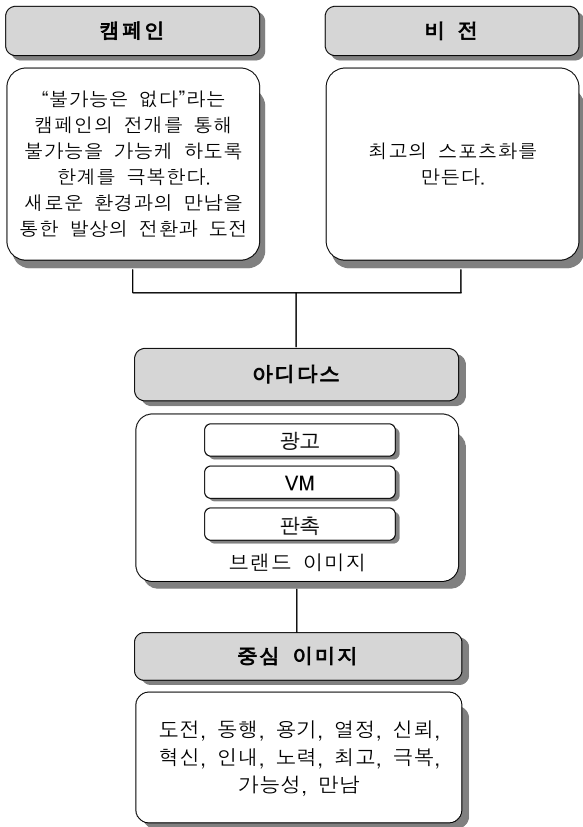 캠페인
“불가능은 없다”라는
캠페인의 전개를 통해
불가능을 가능케 하도록
한계를 극복한다.
새로운 환경과의 만남을
통한 발상의 전환과 도전
비 전
최고의 스포츠화를
만든다.
아디다스
광고
VM
판촉
브랜드 이미지
중심 이미지
도전, 동행, 용기, 열정, 신뢰,
혁신, 인내, 노력, 최고, 극복,
가능성, 만남